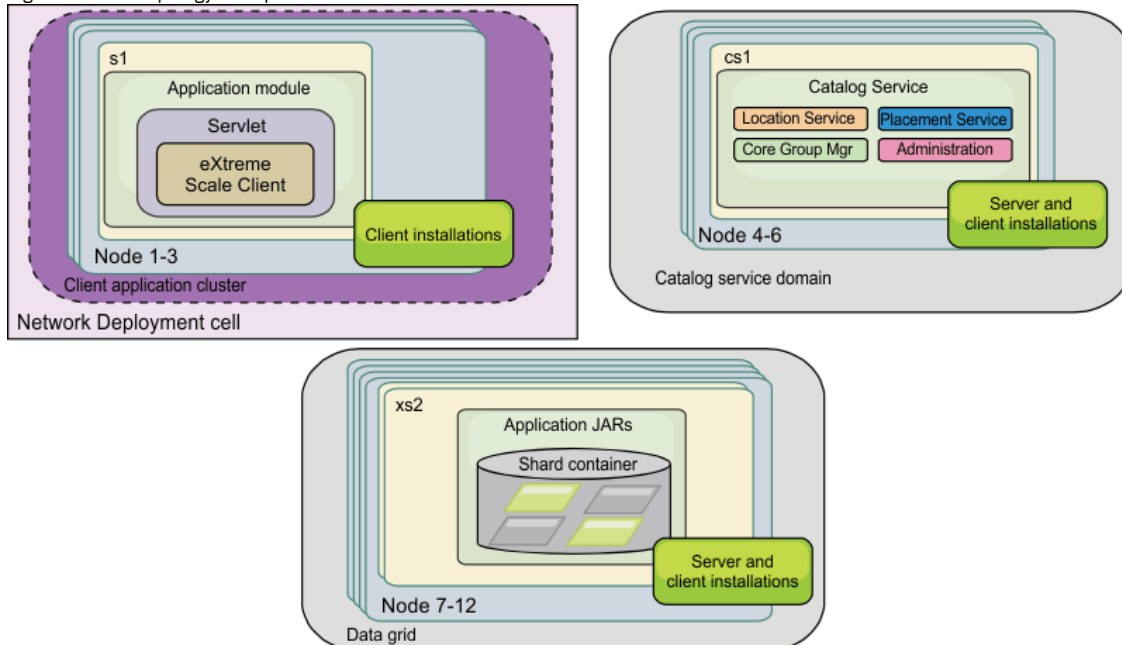 s1
Application module
Servlet
eXtreme
Scale Client
Client installations
Node 1-3
Client application cluster
Network Deployment cell
cs1
Catalog Service
Location Service
Placement Service
Core Group Mgr
Administration
Server and
client installations
Node 4-6
Catalog service domain
xs2
Application JARs
Shard container
Server and
client installations
Node 7-12
Data grid